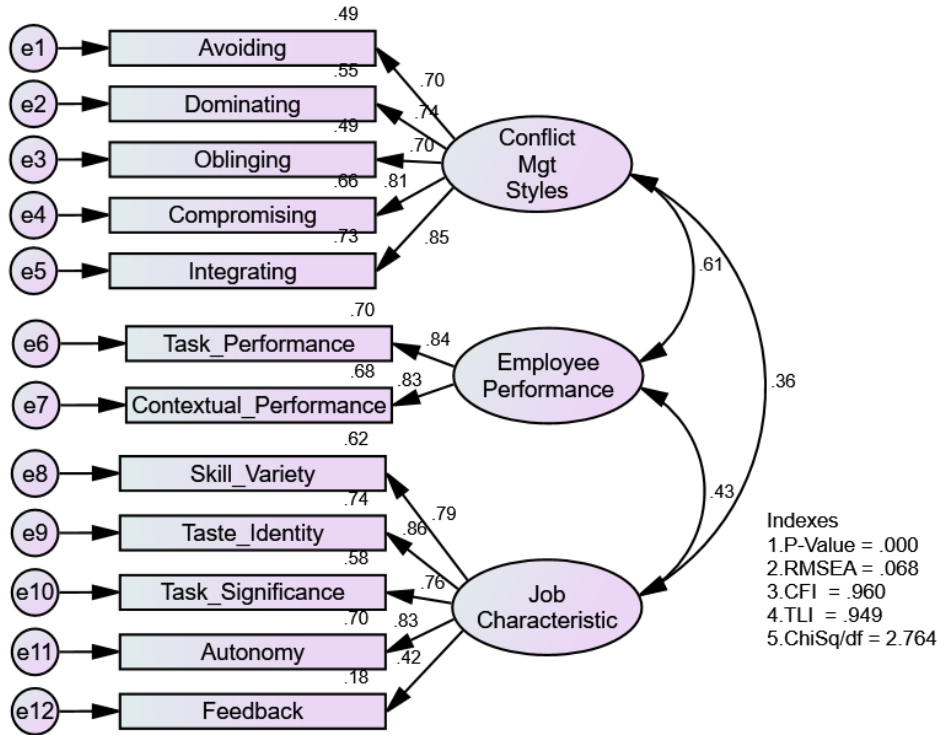 .49
e1
Avoiding
.70
.55
e2
Dominating
.74
.49
e3
Oblinging
.70
.66
e4
Compromising
.81
.73
e5
Integrating
.85
Conflict
Mgt
Styles
.61
.70
e6
Task_Performance
.84
.68
e7
Contextual_Performance
.83
Employee
Performance
.36
.62
e8
Skill_Variety
.79
.74
e9
Taste_Identity
.86
.58
e10
Task_Significance
.76
.70
e11
Autonomy
.83
.18
e12
Feedback
.42
Job
Characteristic
.43
Indexes
1.P-Value = .000
2.RMSEA = .068
3.CFI = .960
4.TLI = .949
5.ChiSq/df = 2.764